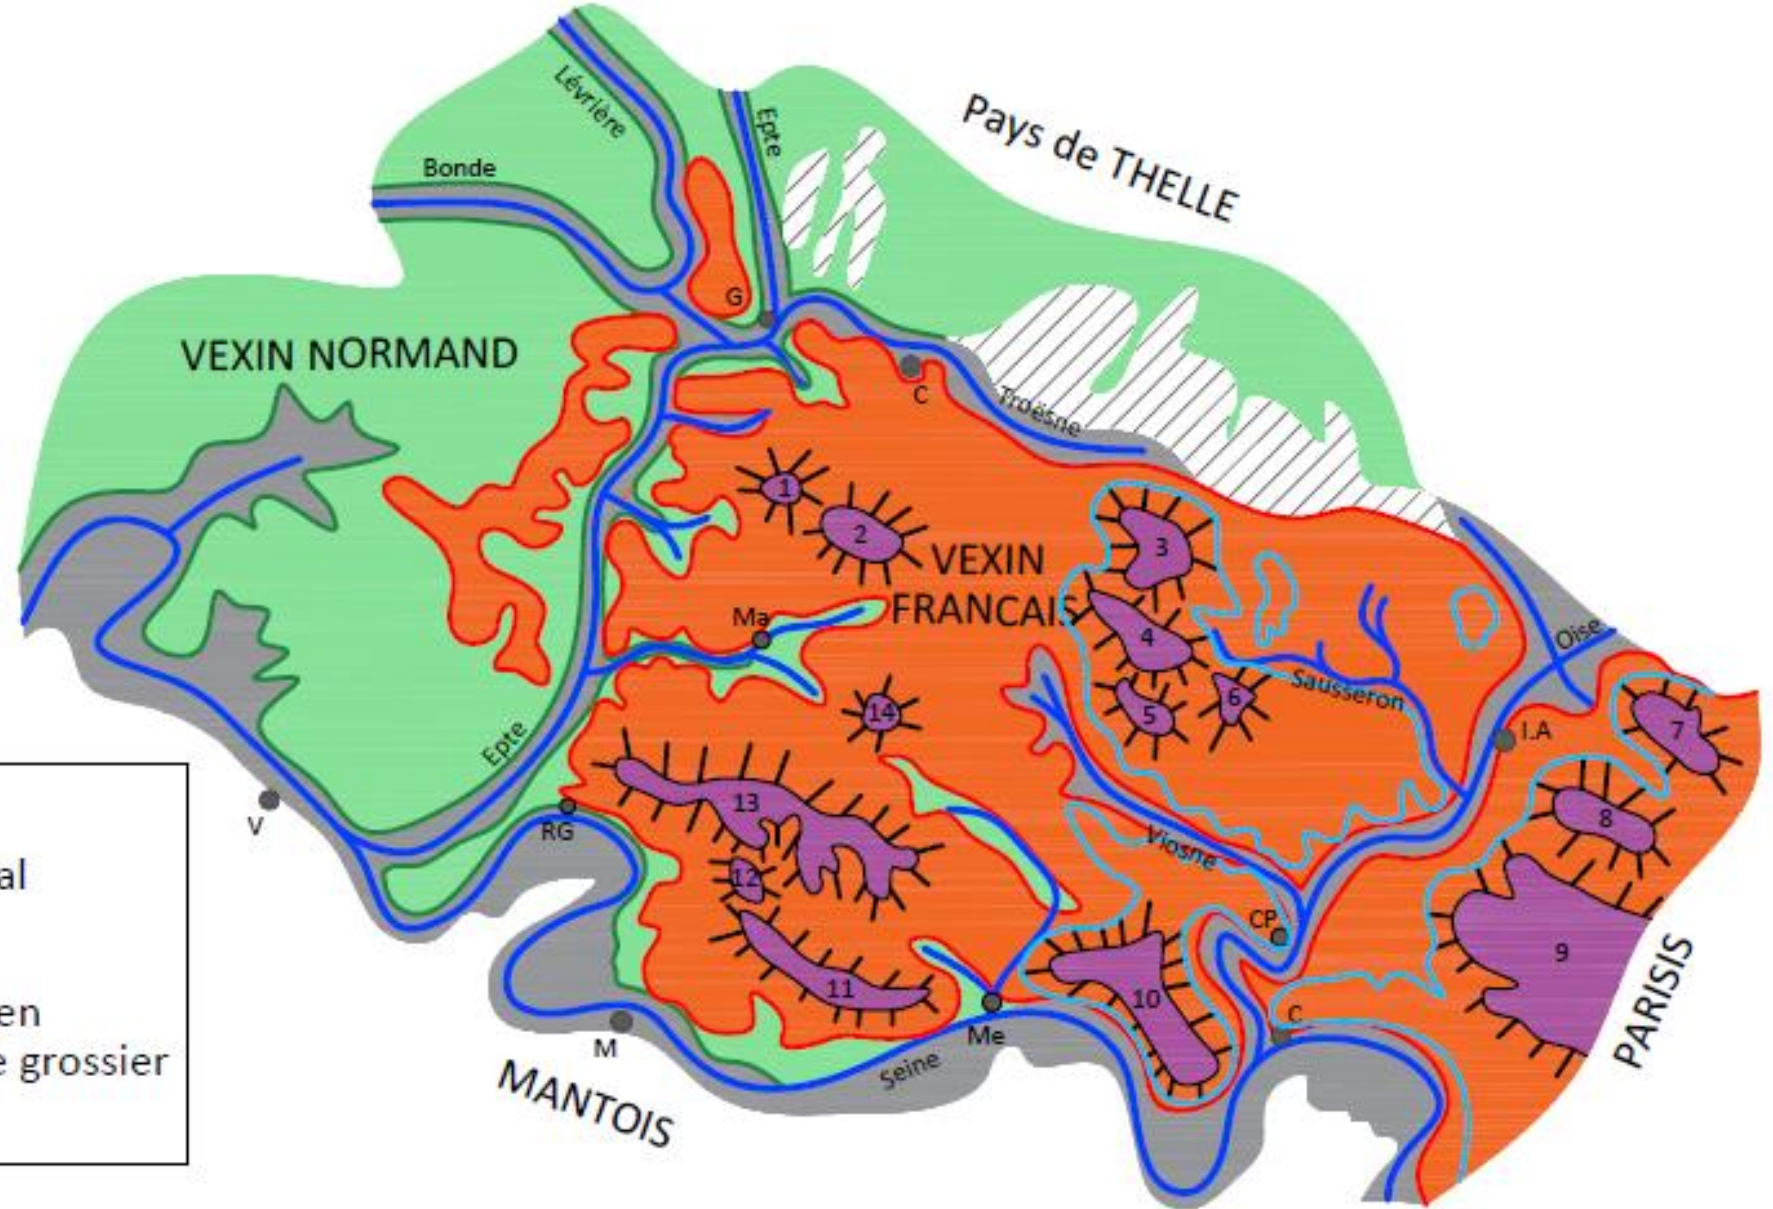 Pays de THELLE
Lévrière
Epte
Bonde
G
VEXIN NORMAND
C
Troësne
1
2
3
VEXIN
FRANCAIS
Ma
4
Oise
Sausseron
5
6
14
7
I.A
Epte
V
RG
13
8
Viosne
12
CP
9
11
10
al
en
e grossier
C
M
Me
Seine
MANTOIS
PARISIS